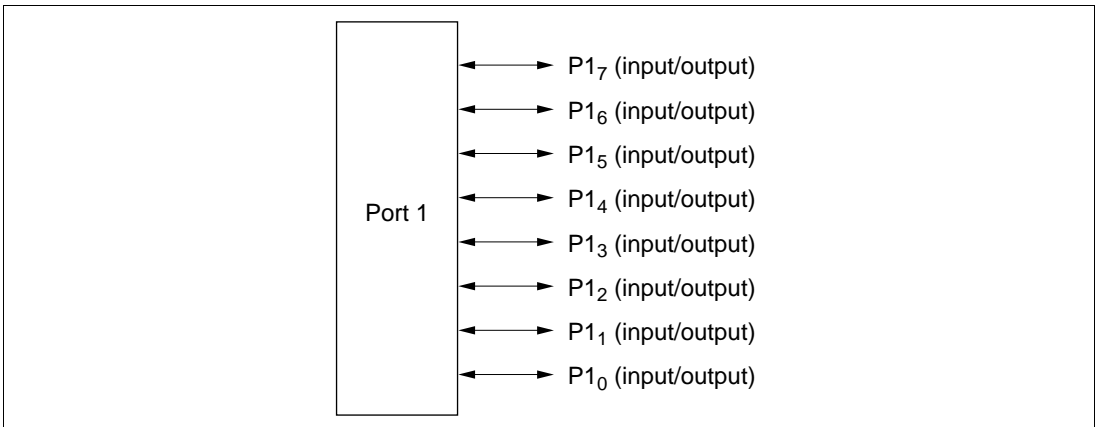 P1₇ (input/output)
P1₆ (input/output)
P1₅ (input/output)
P1₄ (input/output)
Port 1
P1₃ (input/output)
P1₂ (input/output)
P1₁ (input/output)
P1₀ (input/output)